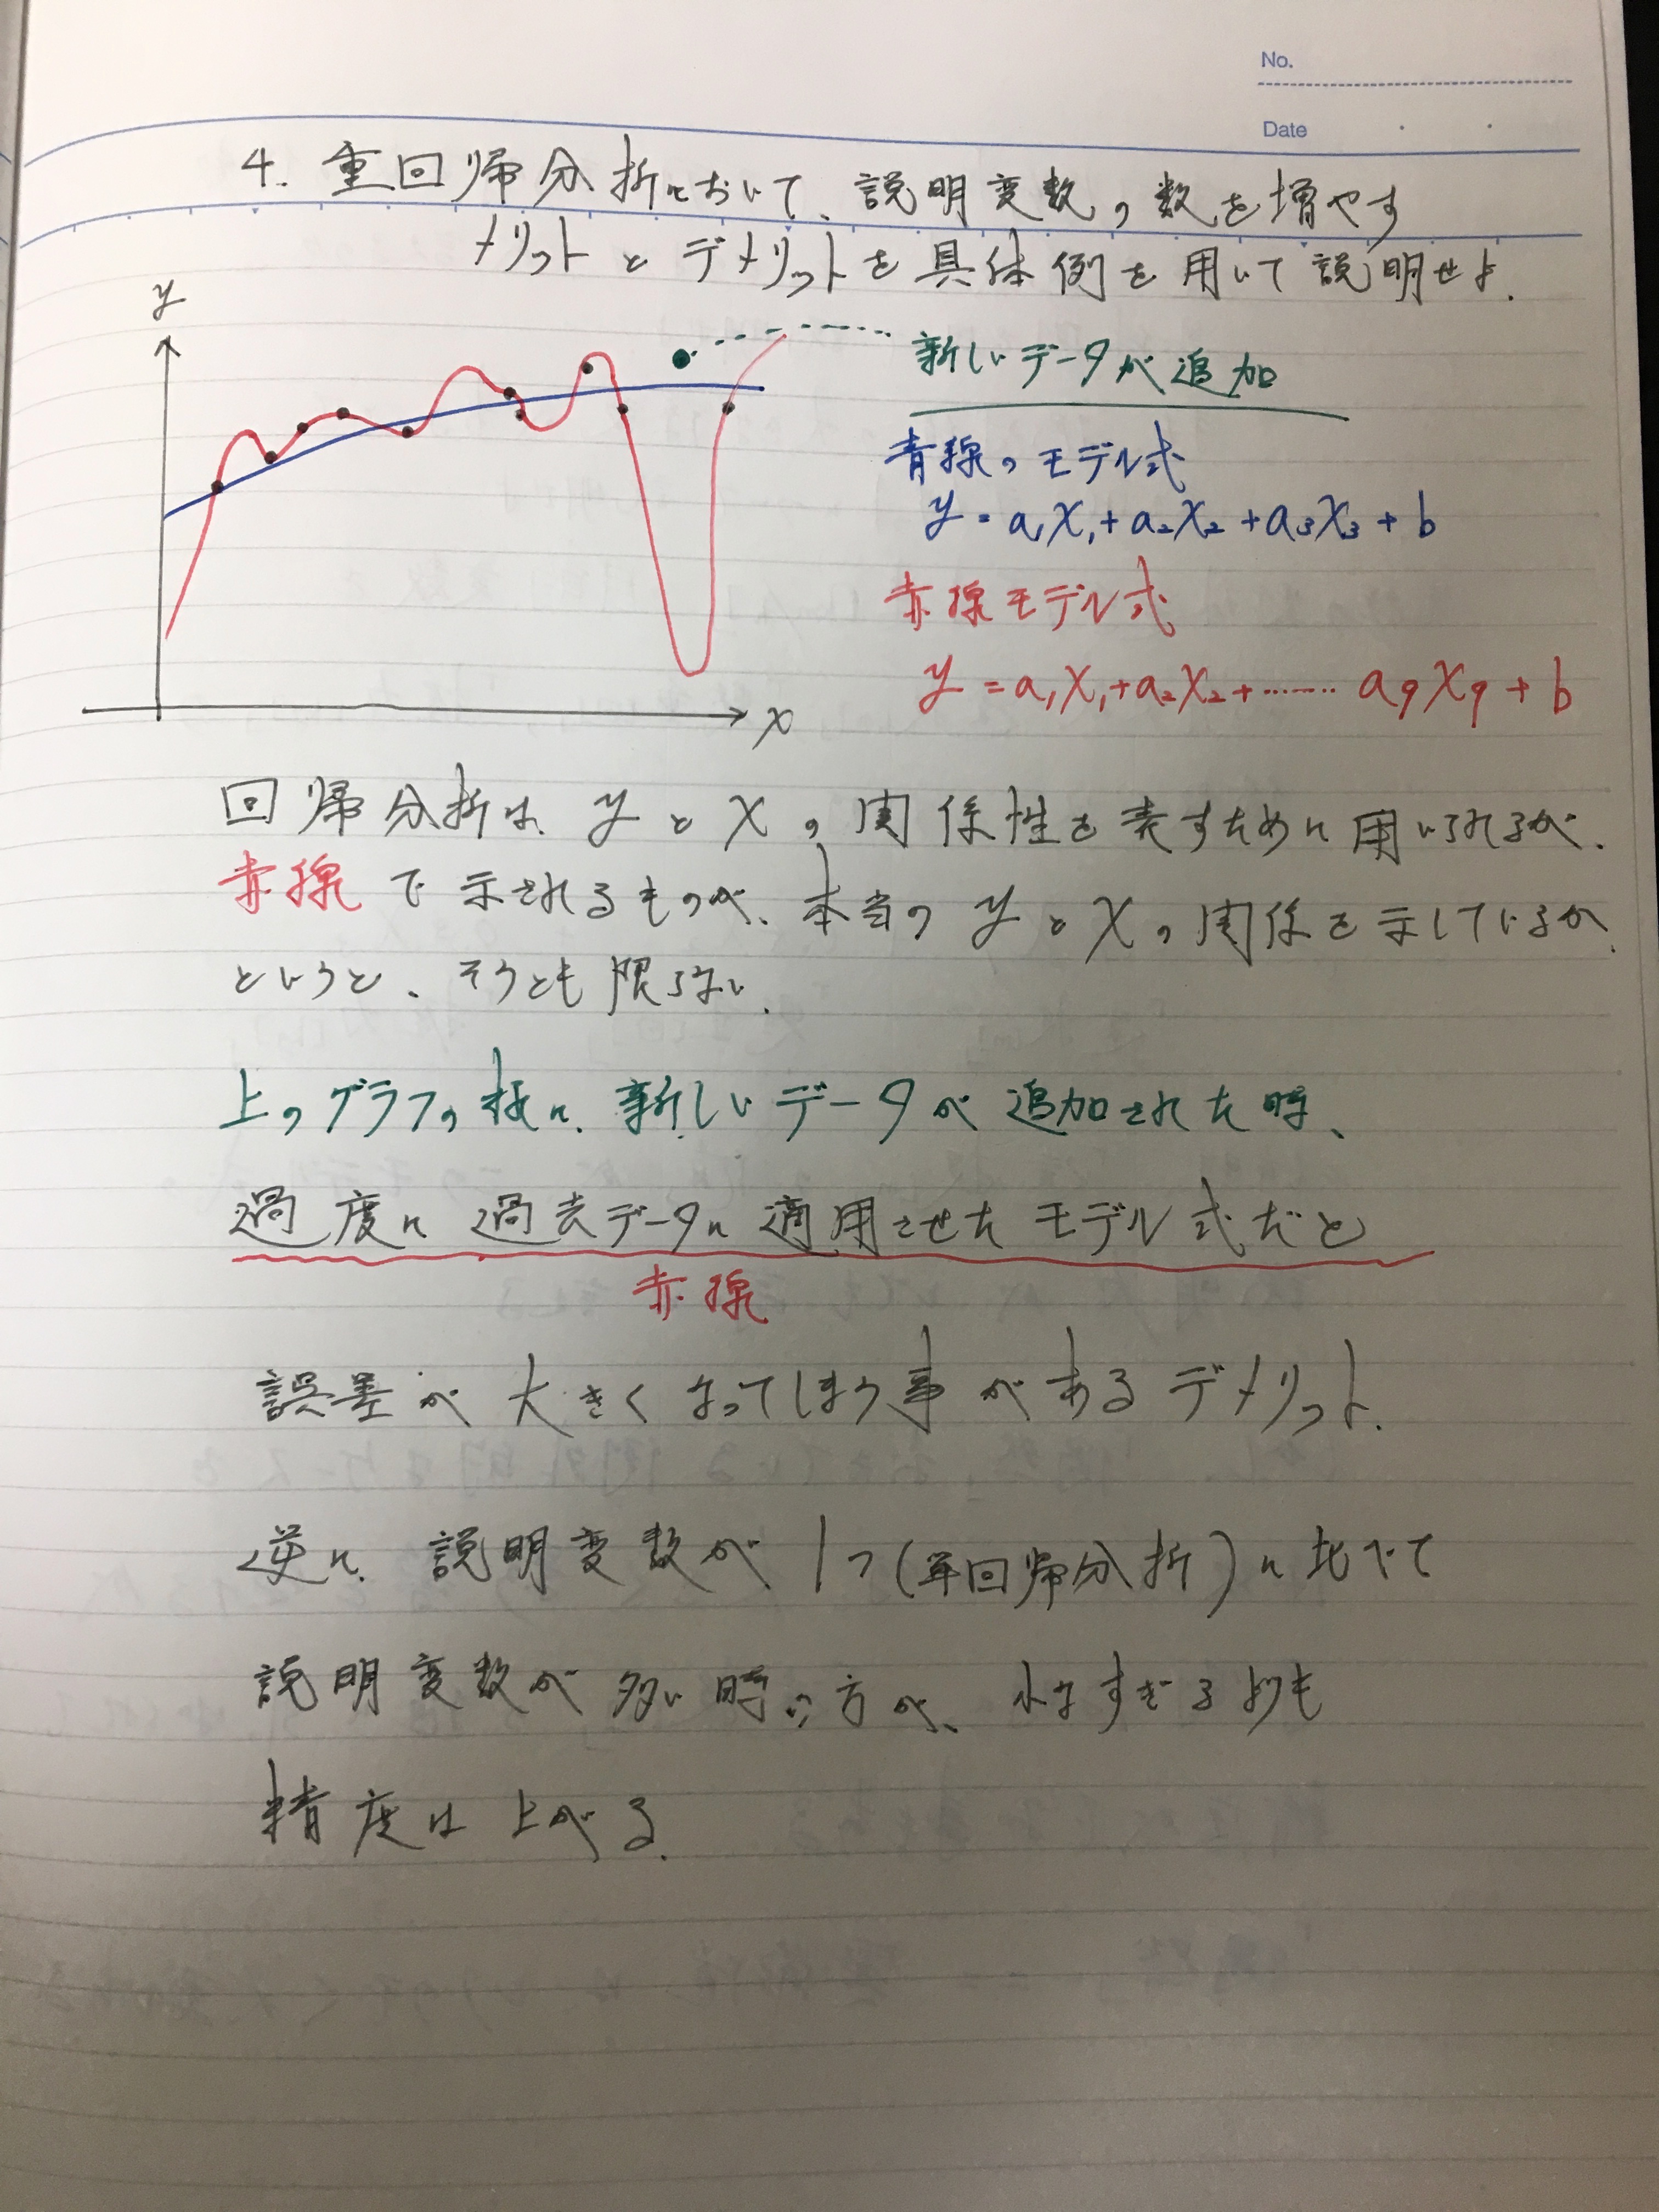 No.
Date
4. 重回帰分析において、説明変数の数を増やす
メリットとデメリットを具体例を用いて説明せよ.
y
新しいデータが追加
青線のモデル式
y = a₁x₁ + a₂x₂ + a₃x₃ + b
赤線モデル式
y = a₁x₁ + a₂x₂ + ...... a₉x₉ + b
x
回帰分析は、yとxの関係性を表すために用いられるが、
赤線で示されるものが、本当のyとxの関係を示しているか
というと、そうとも限らない.
上のグラフの様に、新しいデータが追加された時、
過度に過去データに適用させたモデル式だと
赤線
誤差が大きくなってしまう事があるデメリット.
逆に、説明変数が1つ(単回帰分析)に比べて
説明変数が多い時の方が、少なすぎるよりも
精度は上がる.